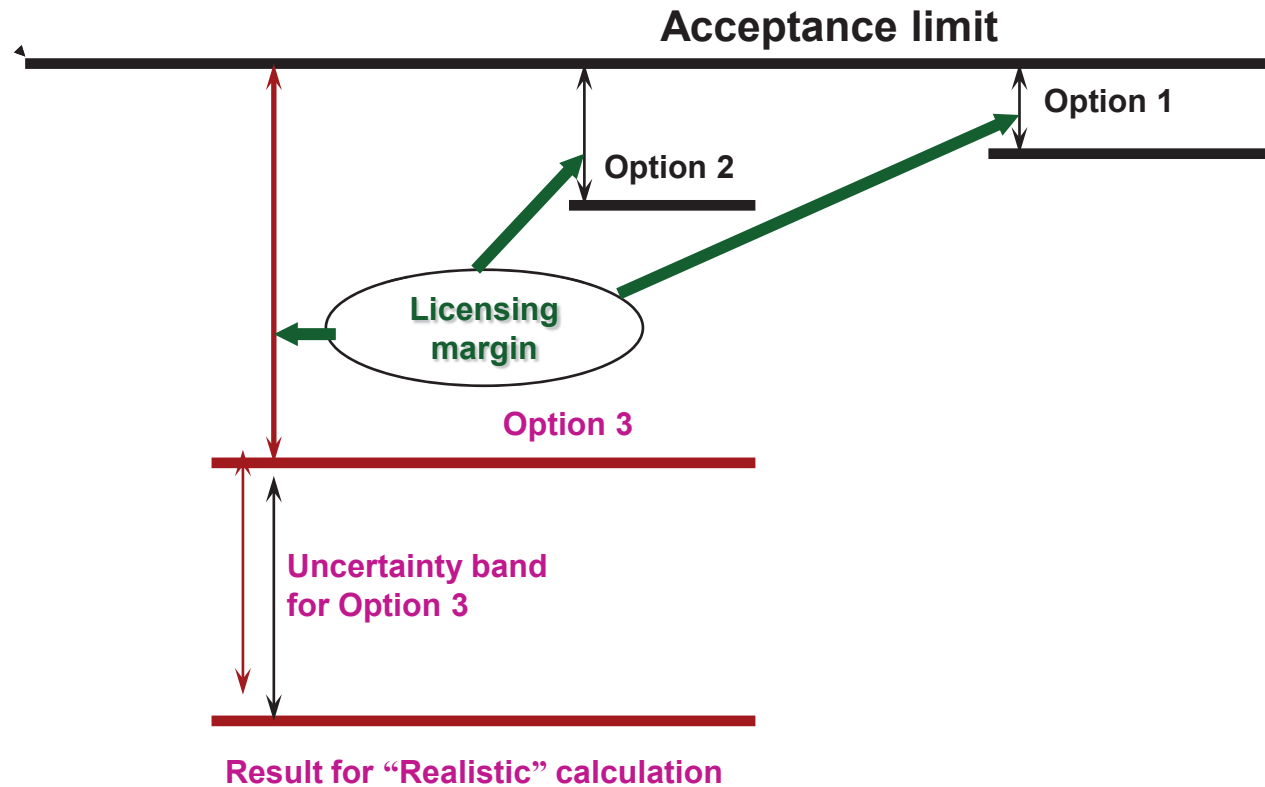 Acceptance limit
Option 1
Option 2
Licensing
margin
Option 3
Uncertainty band
for Option 3
Result for “Realistic” calculation